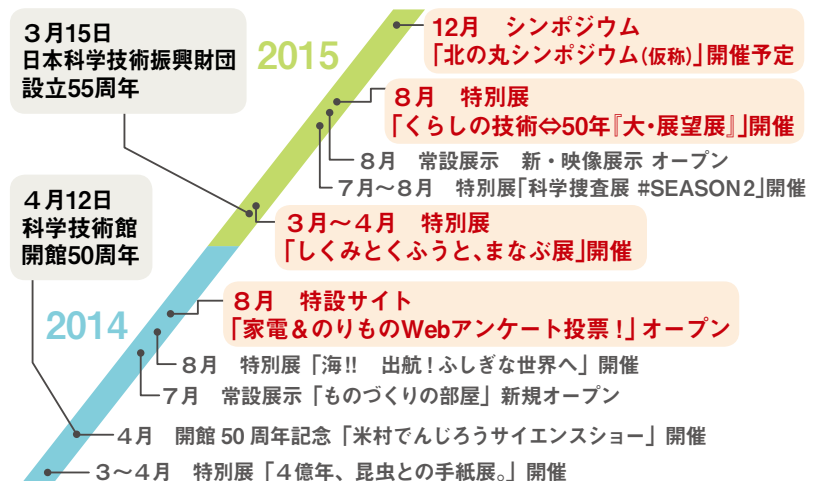 3月15日
日本科学技術振興財団
設立55周年
2015
12月　シンポジウム
「北の丸シンポジウム(仮称)」開催予定
8月　特別展
「くらしの技術⇔50年『大・展望展』」開催
8月　常設展示　新・映像展示 オープン
7月〜8月　特別展「科学捜査展 #SEASON2」開催
3月〜4月　特別展
「しくみとくふうと、まなぶ展」開催
4月12日
科学技術館
開館50周年
2014
8月　特設サイト
「家電&のりものWebアンケート投票!」オープン
8月　特別展「海!!　出航!ふしぎな世界へ」開催
7月　常設展示「ものづくりの部屋」新規オープン
4月　開館 50 周年記念「米村でんじろうサイエンスショー」開催
3〜4月　特別展「4億年、昆虫との手紙展。」開催